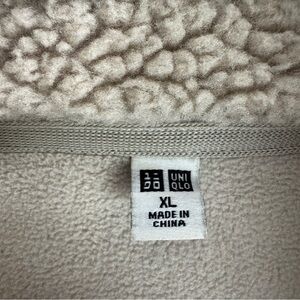 ユニ UNI
クロ QLO
XL
MADE IN
CHINA